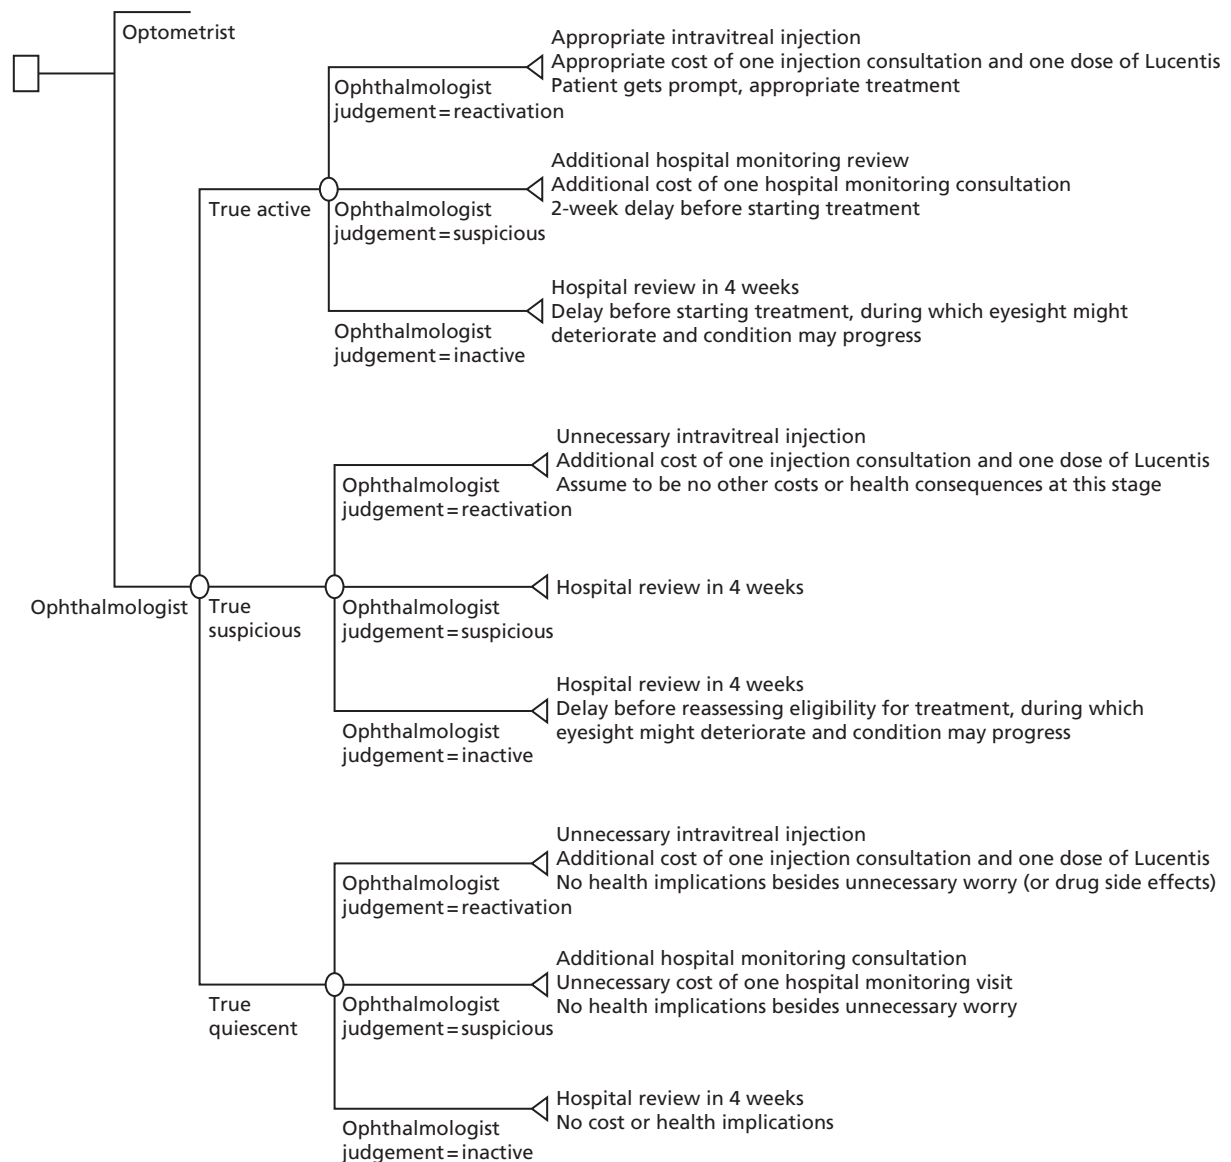 Optometrist
Appropriate intravitreal injection
Appropriate cost of one injection consultation and one dose of Lucentis
Patient gets prompt, appropriate treatment
Ophthalmologist
judgement=reactivation
Additional hospital monitoring review
Additional cost of one hospital monitoring consultation
2-week delay before starting treatment
True active
Ophthalmologist
judgement=suspicious
Hospital review in 4 weeks
Delay before starting treatment, during which eyesight might
deteriorate and condition may progress
Ophthalmologist
judgement=inactive
Unnecessary intravitreal injection
Additional cost of one injection consultation and one dose of Lucentis
Assume to be no other costs or health consequences at this stage
Ophthalmologist
judgement=reactivation
Hospital review in 4 weeks
Ophthalmologist
True
suspicious
Ophthalmologist
judgement=suspicious
Hospital review in 4 weeks
Delay before reassessing eligibility for treatment, during which
eyesight might deteriorate and condition may progress
Ophthalmologist
judgement=inactive
Unnecessary intravitreal injection
Additional cost of one injection consultation and one dose of Lucentis
No health implications besides unnecessary worry (or drug side effects)
Ophthalmologist
judgement=reactivation
Additional hospital monitoring consultation
Unnecessary cost of one hospital monitoring visit
No health implications besides unnecessary worry
True
quiescent
Ophthalmologist
judgement=suspicious
Hospital review in 4 weeks
No cost or health implications
Ophthalmologist
judgement=inactive